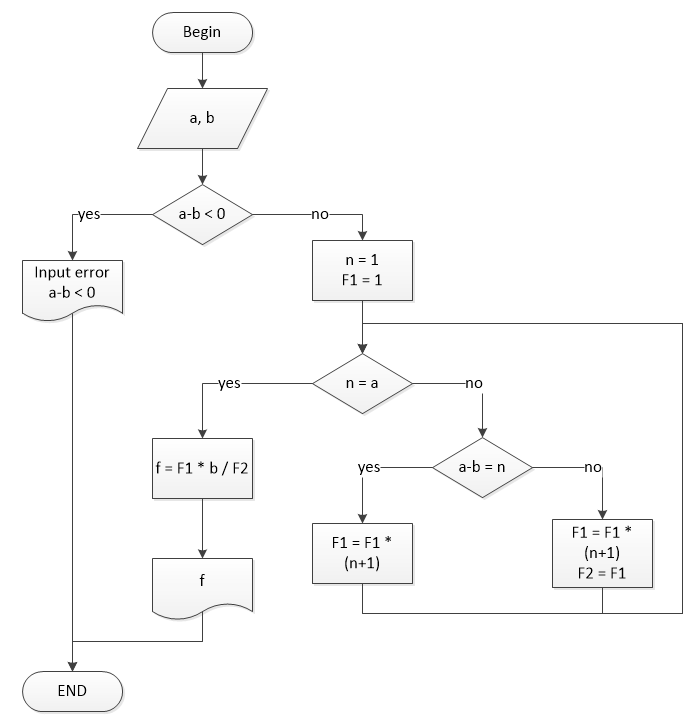 Begin
a, b
a-b < 0
yes
no
Input error
a-b < 0
n = 1
F1 = 1
n = a
yes
no
f = F1 * b / F2
a-b = n
yes
no
F1 = F1 *
(n+1)
F1 = F1 *
(n+1)
F2 = F1
f
END